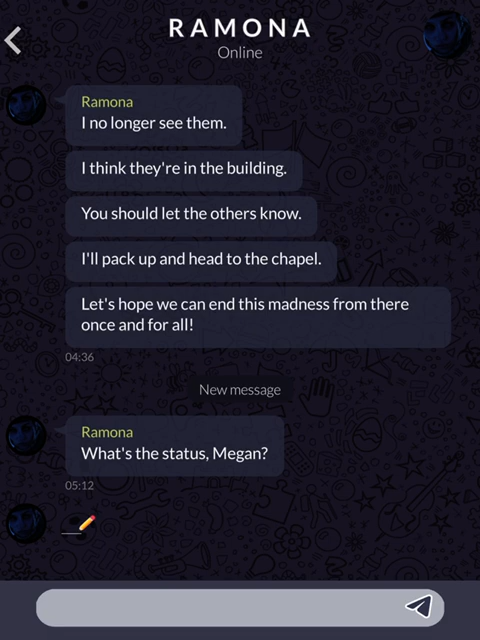 RAMONA
Online
Ramona
I no longer see them.
I think they're in the building.
You should let the others know.
I'll pack up and head to the chapel.
Let's hope we can end this madness from there
once and for all!
04:36
New message
Ramona
What's the status, Megan?
05:12